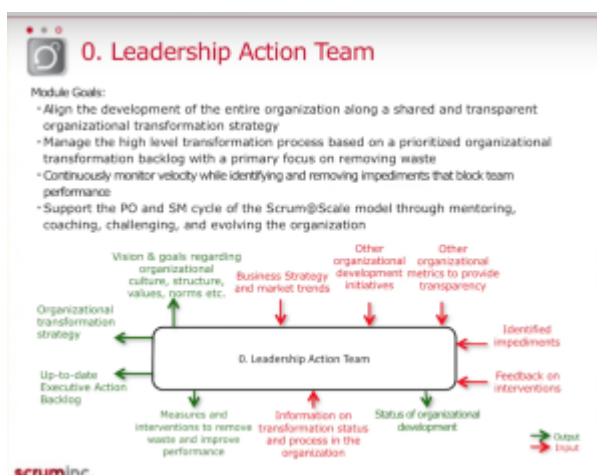 0. Leadership Action Team
Module Goals:
-Align the development of the entire organization along a shared and transparent
organizational transformation strategy
-Manage the high level transformation process based on a prioritized organizational
transformation backlog with a primary focus on removing waste
-Continuously monitor velocity while identifying and removing impediments that block team
performance
-Support the PO and SM cycle of the Scrum@Scale model through mentoring,
coaching, challenging, and evolving the organization
Vision & goals regarding
organizational
culture, structure,
values, norms etc.
Business Strategy
and market trends
Other
organizational
development
initiatives
Other
organizational
metrics to provide
transparency
Organizational
transformation
strategy
Identified
impediments
0. Leadership Action Team
Up-to-date
Executive Action
Backlog
Feedback on
interventions
Measures and
interventions to remove
waste and improve
performance
Information on
transformation status
and process in the
organization
Status of organizational
development
Output
Input
scruminc